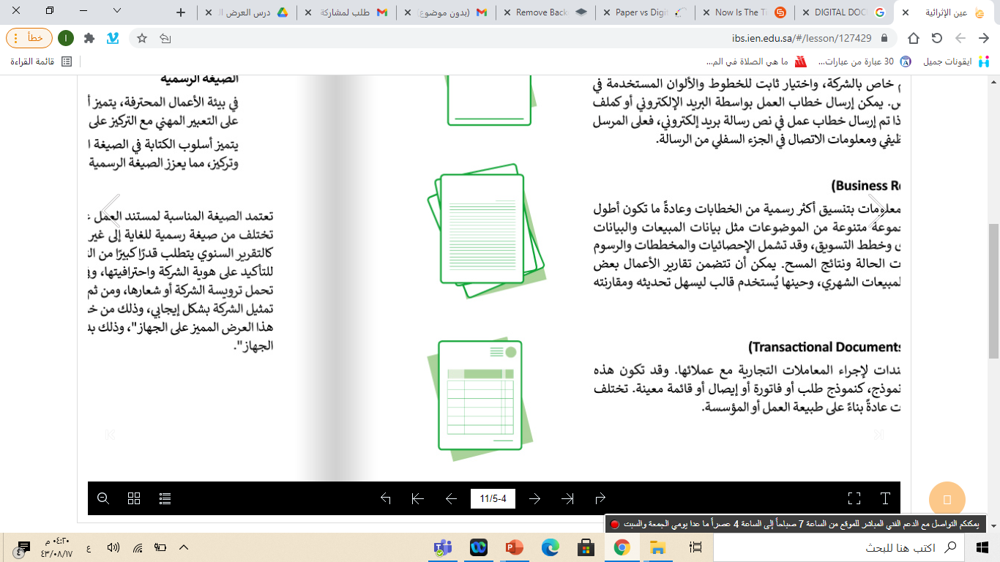 عين الإثرائية
DIGITAL DOC
Now Is The Ti
Paper vs Digit
Remove Back
(بدون موضوع)
طلب لمشاركة
درس العرض ال
ibs.ien.edu.sa/#/lesson/127429
خطأ
ايقونات جميل
30 عبارة من عبارات...
ما هي الصلاة في الم...
قائمة القراءة
م خاص بالشركة، واختيار ثابت للخطوط والألوان المستخدمة في
ص. يمكن إرسال خطاب العمل بواسطة البريد الإلكتروني أو كملف
ذا تم إرسال خطاب عمل في نص رسالة بريد إلكتروني، فعلى المرسل
ظيفي ومعلومات الاتصال في الجزء السفلي من الرسالة.
(Business Re
معلومات بتنسيق أكثر رسمية من الخطابات وعادةً ما تكون أطول
جموعة متنوعة من الموضوعات مثل بيانات المبيعات والبيانات
ى وخطط التسويق، وقد تشمل الإحصائيات والمخططات والرسوم
ت الحالة ونتائج المسح. يمكن أن تتضمن تقارير الأعمال بعض
لمبيعات الشهري، وحينها يُستخدم قالب ليسهل تحديثه ومقارنته
(Transactional Documents
ندات لإجراء المعاملات التجارية مع عملائها. وقد تكون هذه
نموذج، كنموذج طلب أو فاتورة أو إيصال أو قائمة معينة. تختلف
ت عادةً بناءً على طبيعة العمل أو المؤسسة.
الصيغة الرسمية
في بيئة الأعمال المحترفة، يتميز أ
على التعبير المهني مع التركيز على
يتميز أسلوب الكتابة في الصيغة ا
وتركيز، مما يعزز الصيغة الرسمية
تعتمد الصيغة المناسبة لمستند العمل ع
تختلف من صيغة رسمية للغاية إلى غير
كالتقرير السنوي يتطلب قدرًا كبيرًا من الت
للتأكيد على هوية الشركة واحترافيتها، وفي
تحمل ترويسة الشركة أو شعارها، ومن ثم
تمثيل الشركة بشكل إيجابي، وذلك من خ
هذا العرض المميز على الجهاز"، وذلك بد
الجهاز".
11/5-4
T
يمكنكم التواصل مع الدعم الفني المباشر للموقع من الساعة 7 صباحاً إلى الساعة 4 عصراً ما عدا يومي الجمعة والسبت
اكتب هنا للبحث
ع
٠٤:٢٠ م
٤٣/٠٨/١٧
٤